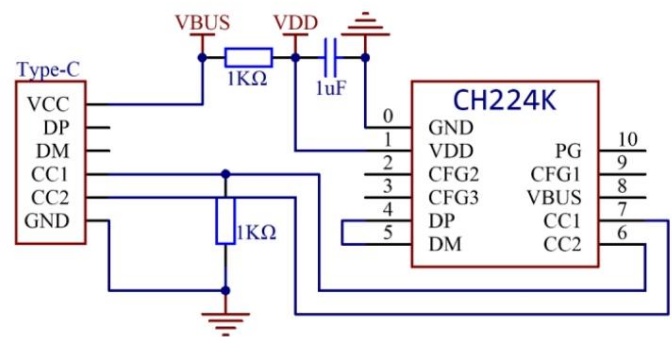 VBUS
VDD
Type-C
1KΩ
1uF
CH224K
VCC
DP
DM
CC1
CC2
GND
1KΩ
0
GND
1
VDD
2
CFG2
3
CFG3
4
DP
5
DM
PG
10
CFG1
9
VBUS
8
CC1
7
CC2
6